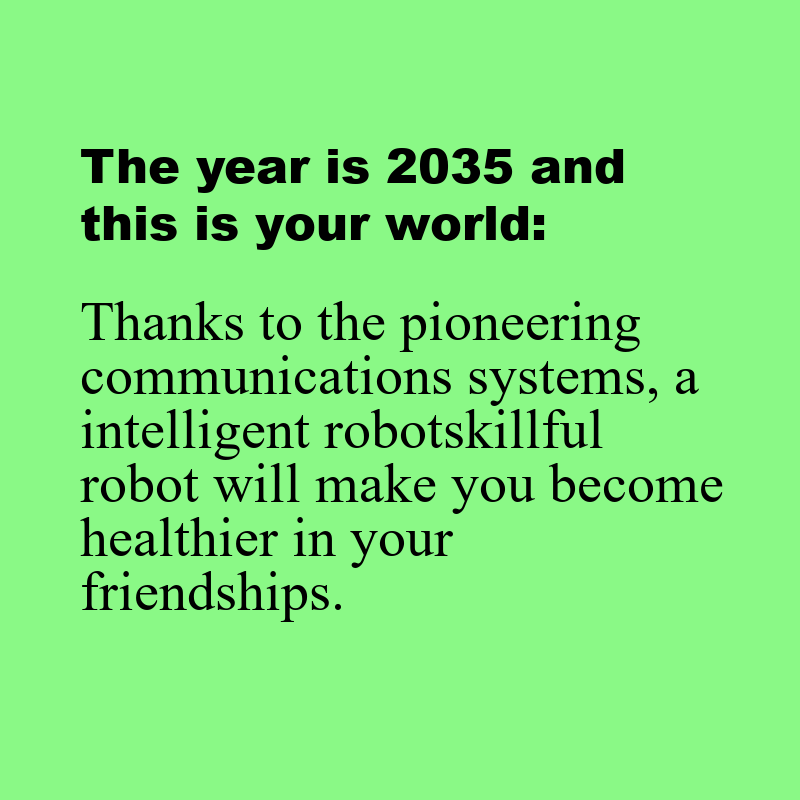 The year is 2035 and
this is your world:
Thanks to the pioneering
communications systems, a
intelligent robotskillful
robot will make you become
healthier in your
friendships.